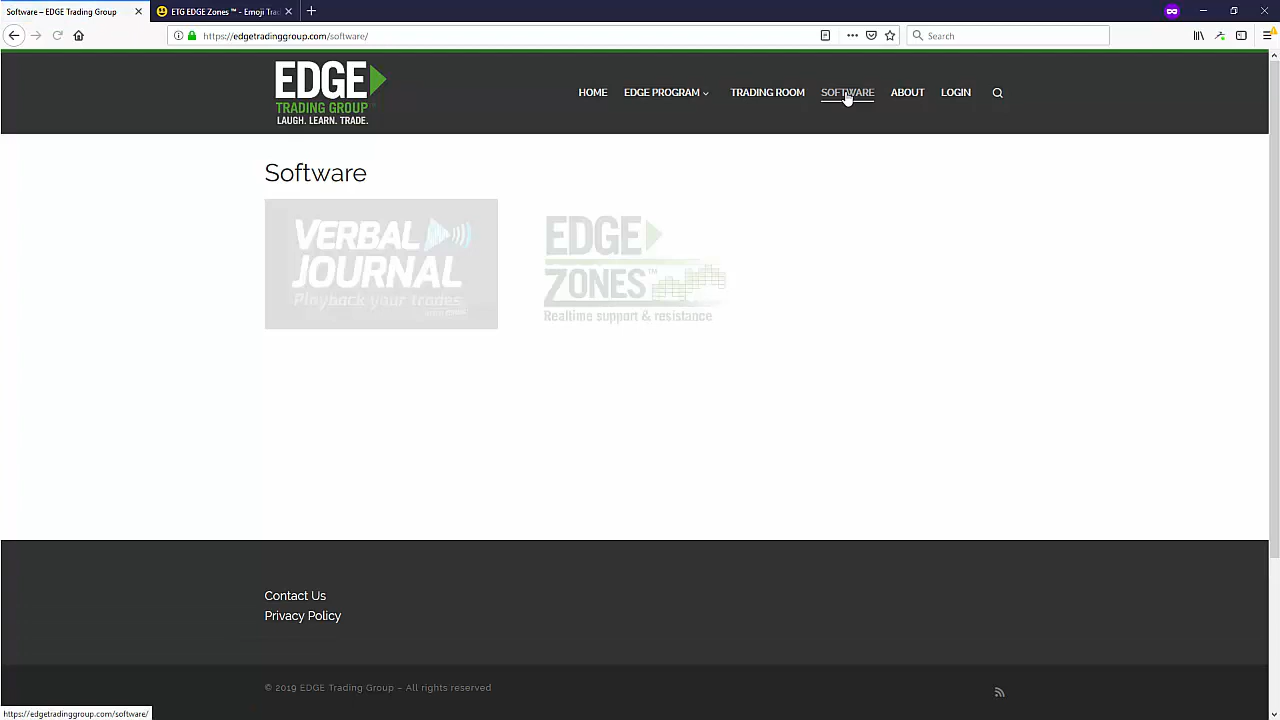 Software – EDGE Trading Group
ETG EDGE Zones ™ - Emoji Tra
https://edgetradinggroup.com/software/
Search
EDGE
TRADING GROUP
LAUGH. LEARN. TRADE.
HOME
EDGE PROGRAM
TRADING ROOM
SOFTWARE
ABOUT
LOGIN
Software
VERBAL
JOURNAL
Playback your trades
EDGE
ZONES™
Realtime support & resistance
Contact Us
Privacy Policy
© 2019 EDGE Trading Group – All rights reserved
https://edgetradinggroup.com/software/